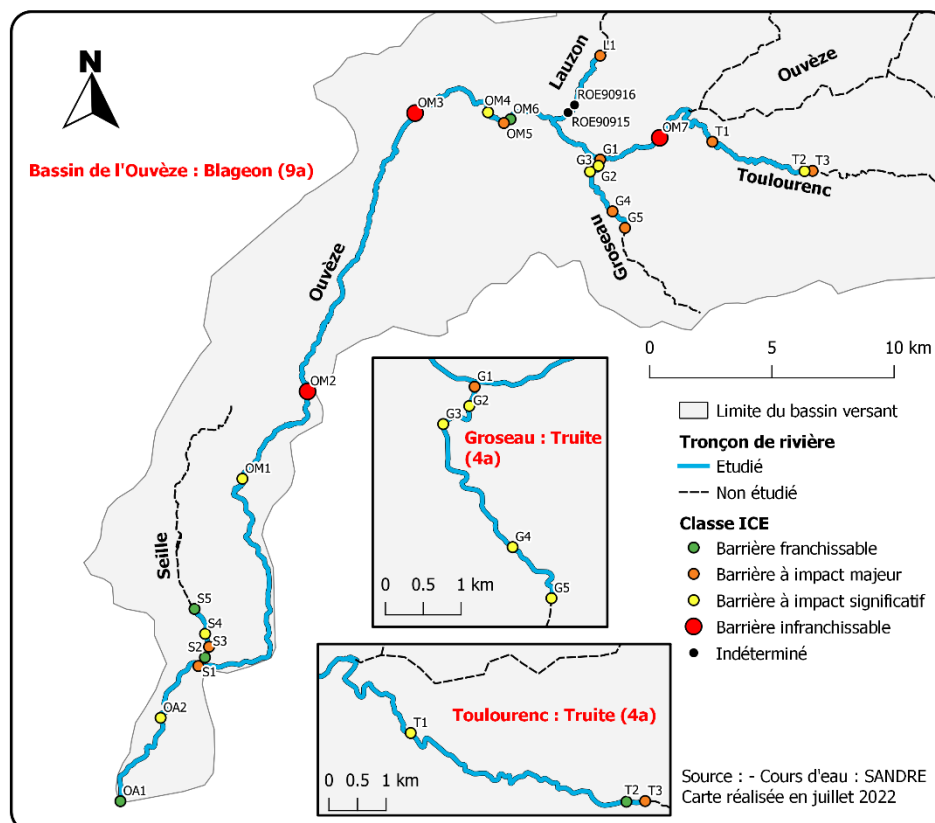 N
Bassin de l'Ouvèze : Blageon (9a)
Lauzon
L1
Ouvèze
ROE90916
ROE90915
OM3
OM4
OM6
OM5
OM7
T1
T2
T3
Toulourenc
G1
G3
G2
G4
G5
Groseau
Ouvèze
OM2
OM1
Seille
S5
S4
S3
S2
S1
OA2
OA1
0 5 10 km
G1
G2
G3
Groseau : Truite
(4a)
G4
G5
0 0.5 1 km
Toulourenc : Truite (4a)
T1
T2
T3
0 0.5 1 km
Limite du bassin versant
Tronçon de rivière
Etudié
Non étudié
Classe ICE
Barrière franchissable
Barrière à impact majeur
Barrière à impact significatif
Barrière infranchissable
Indéterminé
Source : - Cours d'eau : SANDRE
Carte réalisée en juillet 2022